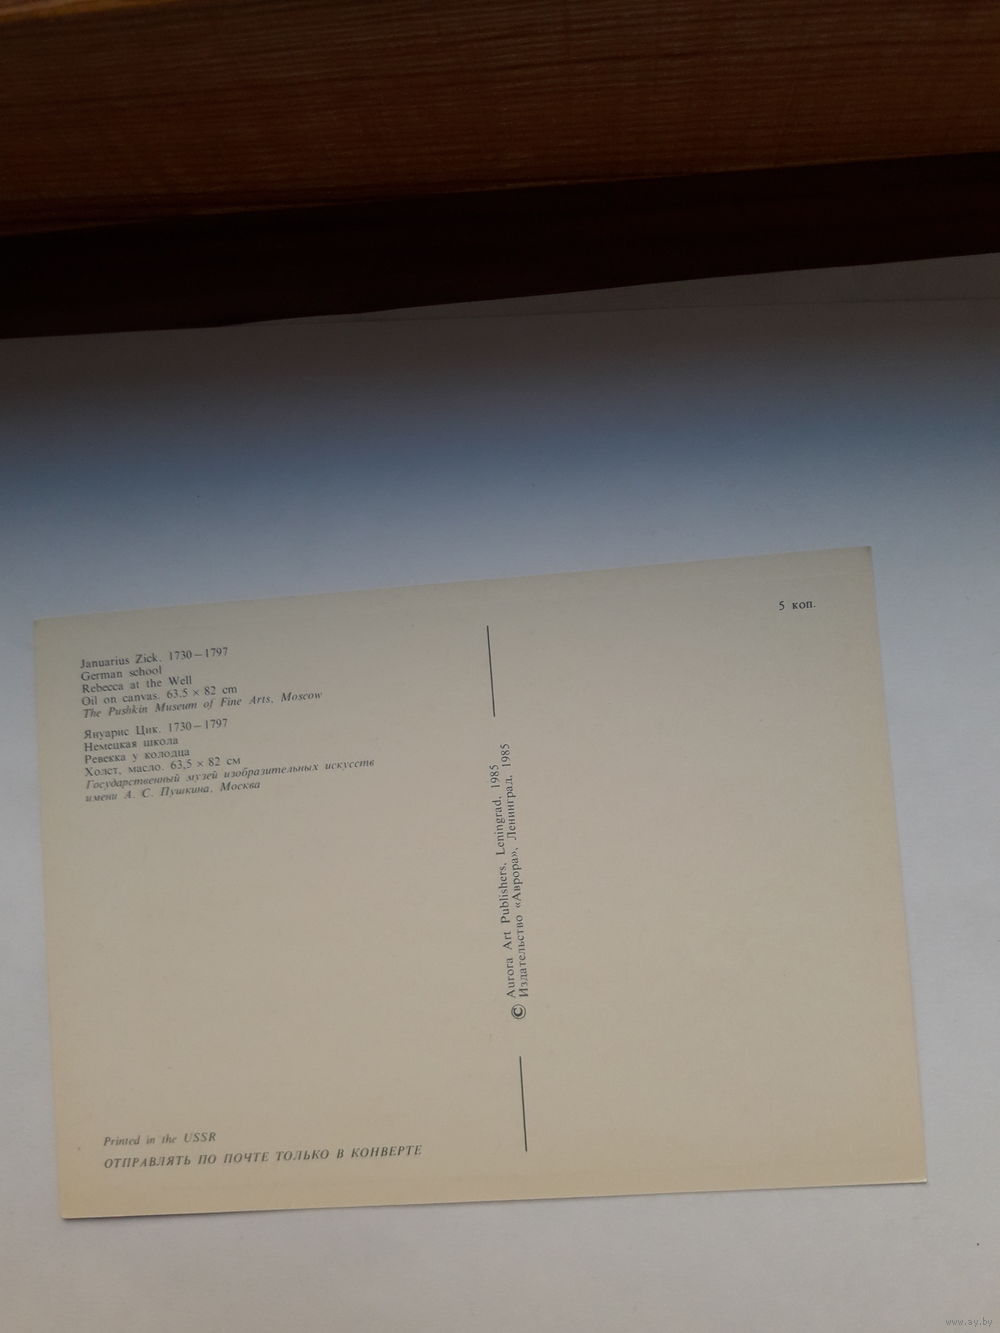 Januarius Zick. 1730–1797
German school
Rebecca at the Well
Oil on canvas. 63.5 × 82 cm
The Pushkin Museum of Fine Arts, Moscow
Януарис Цик. 1730–1797
Немецкая школа
Ревекка у колодца
Холст, масло. 63,5 × 82 см
Государственный музей изобразительных искусств
имени А. С. Пушкина, Москва
Printed in the USSR
ОТПРАВЛЯТЬ ПО ПОЧТЕ ТОЛЬКО В КОНВЕРТЕ
© Aurora Art Publishers, Leningrad, 1985
Издательство «Аврора», Ленинград, 1985
5 коп.
www.ay.by